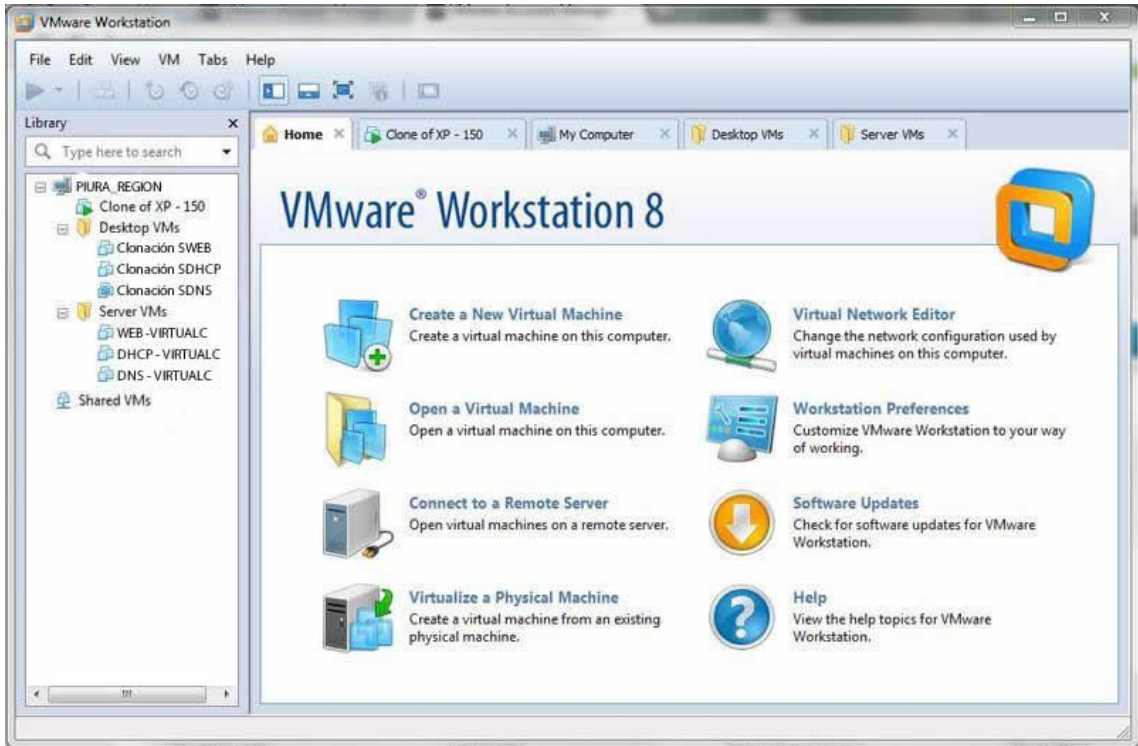 VMware Workstation
File Edit View VM Tabs Help
Library
Type here to search
PIURA_REGION
Clone of XP - 150
Desktop VMs
Clonación SWEB
Clonación SDHCP
Clonación SDNS
Server VMs
WEB -VIRTUALC
DHCP - VIRTUALC
DNS - VIRTUALC
Shared VMs
Home Clone of XP - 150 My Computer Desktop VMs Server VMs
VMware® Workstation 8
Create a New Virtual Machine
Create a virtual machine on this computer.
Open a Virtual Machine
Open a virtual machine on this computer.
Connect to a Remote Server
Open virtual machines on a remote server.
Virtualize a Physical Machine
Create a virtual machine from an existing
physical machine.
Virtual Network Editor
Change the network configuration used by
virtual machines on this computer.
Workstation Preferences
Customize VMware Workstation to your way
of working.
Software Updates
Check for software updates for VMware
Workstation.
Help
View the help topics for VMware
Workstation.